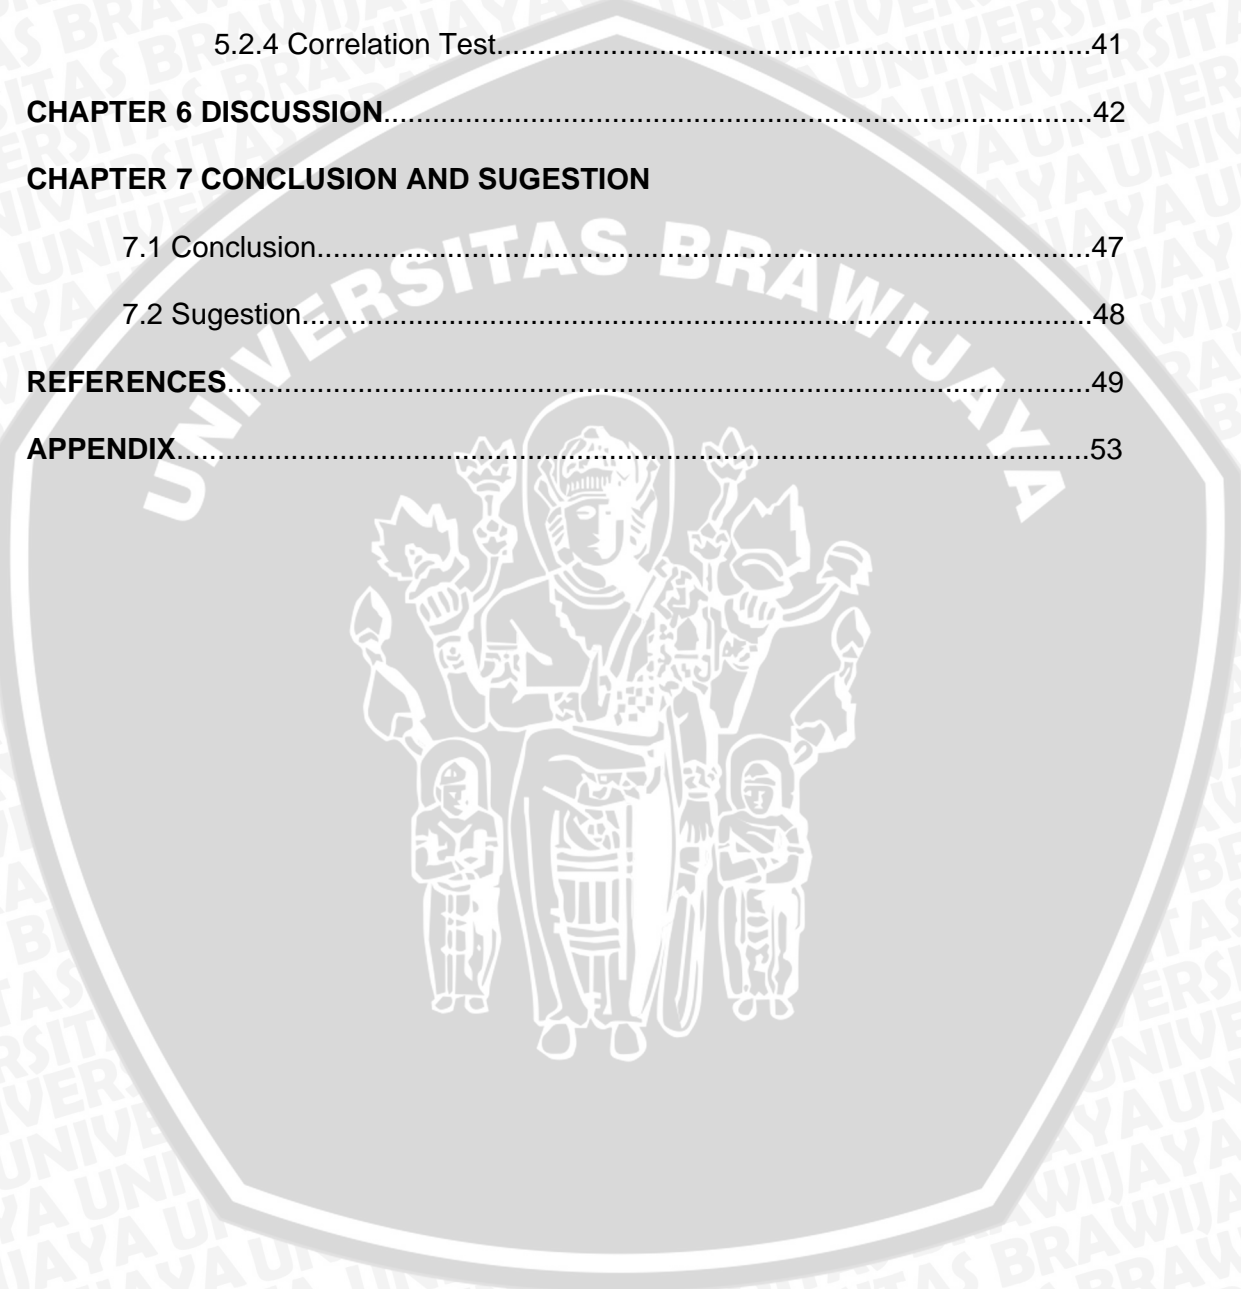 5.2.4 Correlation Test.........................................................................41
CHAPTER 6 DISCUSSION.......................................................................................42
CHAPTER 7 CONCLUSION AND SUGESTION
7.1 Conclusion...............................................................................................47
7.2 Sugestion.................................................................................................48
REFERENCES..........................................................................................................49
APPENDIX................................................................................................................53
UNIVERSITAS BRAWIJAYA